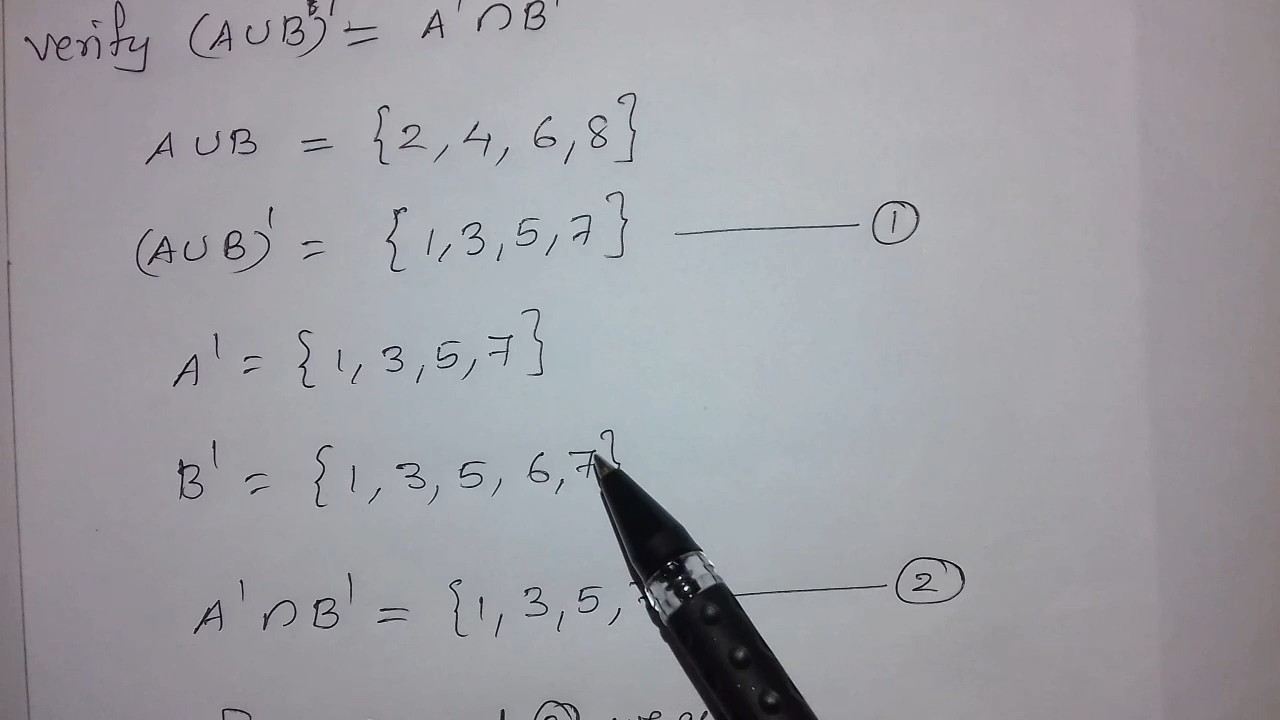 verify (A∪B)' = A' ∩ B'
A∪B = {2, 4, 6, 8}
(A∪B)' = {1, 3, 5, 7} ——— ①
A' = {1, 3, 5, 7}
B' = {1, 3, 5, 6, 7}
A' ∩ B' = {1, 3, 5, ——— ②